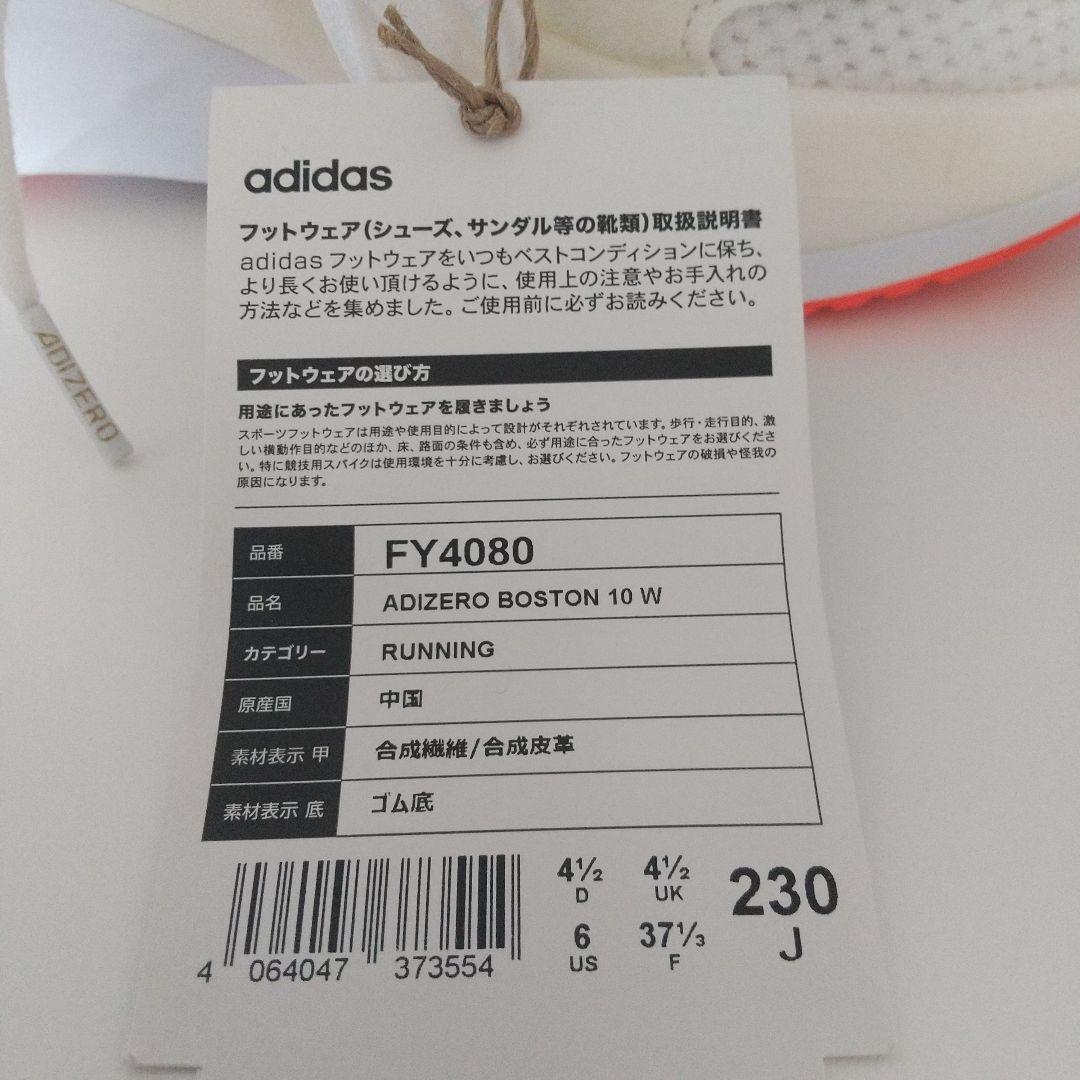 adidas
フットウェア(シューズ、サンダル等の靴類)取扱説明書
adidas フットウェアをいつもベストコンディションに保ち、
より長くお使い頂けるように、使用上の注意やお手入れの
方法などを集めました。ご使用前に必ずお読みください。
フットウェアの選び方
用途にあったフットウェアを履きましょう
スポーツフットウェアは用途や使用目的によって設計がそれぞれされています。歩行・走行目的、激
しい横動作目的などのほか、床、路面の条件も含め、必ず用途に合ったフットウェアをお選びくださ
い。特に競技用スパイクは使用環境を十分に考慮し、お選びください。フットウェアの破損や怪我の
原因になります。
品番 FY4080
品名 ADIZERO BOSTON 10 W
カテゴリー RUNNING
原産国 中国
素材表示 甲 合成繊維/合成皮革
素材表示 底 ゴム底
4½ 4½ 230
D UK J
6 37⅓
US F
4 064047 373554
ADIZERO